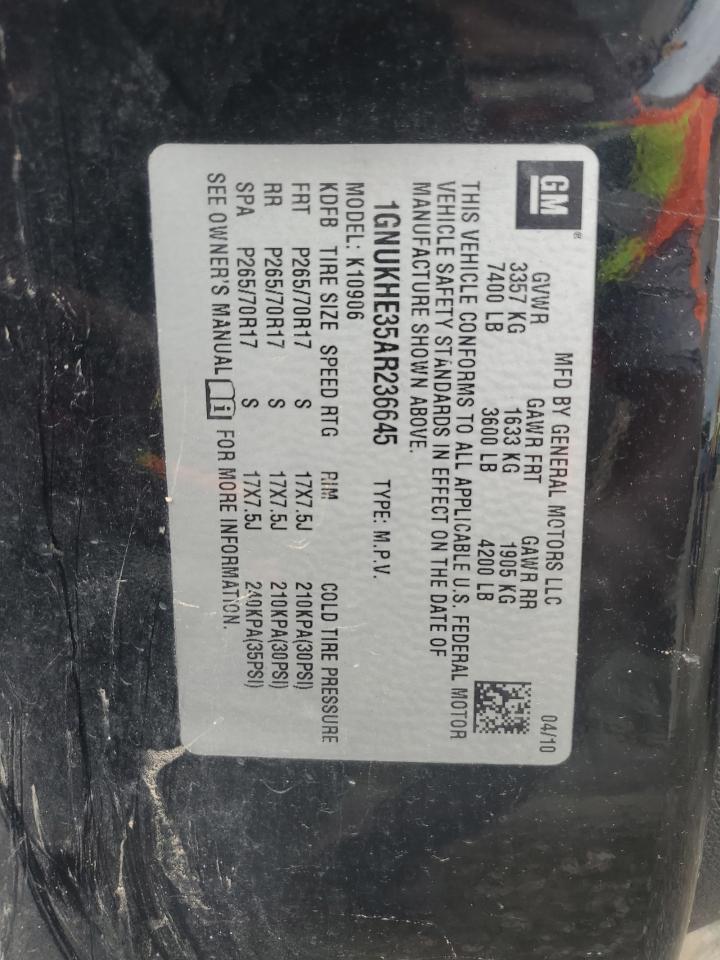 GM ®
MFD BY GENERAL MOTORS LLC 04/10
GVWR GAWR FRT GAWR RR
3357 KG 1633 KG 1905 KG
7400 LB 3600 LB 4200 LB
THIS VEHICLE CONFORMS TO ALL APPLICABLE U.S. FEDERAL MOTOR
VEHICLE SAFETY STANDARDS IN EFFECT ON THE DATE OF
MANUFACTURE SHOWN ABOVE.
1GNUKHE35AR236645 TYPE: M.P.V.
MODEL: K10906
KDFB TIRE SIZE SPEED RTG RIM COLD TIRE PRESSURE
FRT P265/70R17 S 17X7.5J 210KPA(30PSI)
RR P265/70R17 S 17X7.5J 210KPA(30PSI)
SPA P265/70R17 S 17X7.5J 240KPA(35PSI)
SEE OWNER'S MANUAL i FOR MORE INFORMATION.